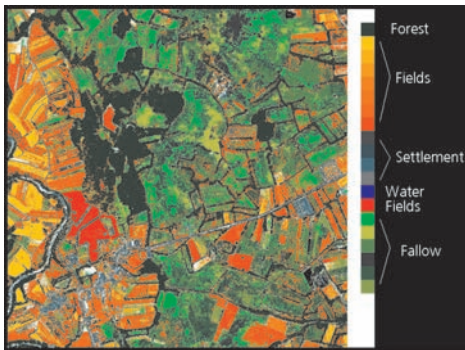 Forest
Fields
Settlement
Water
Fields
Fallow